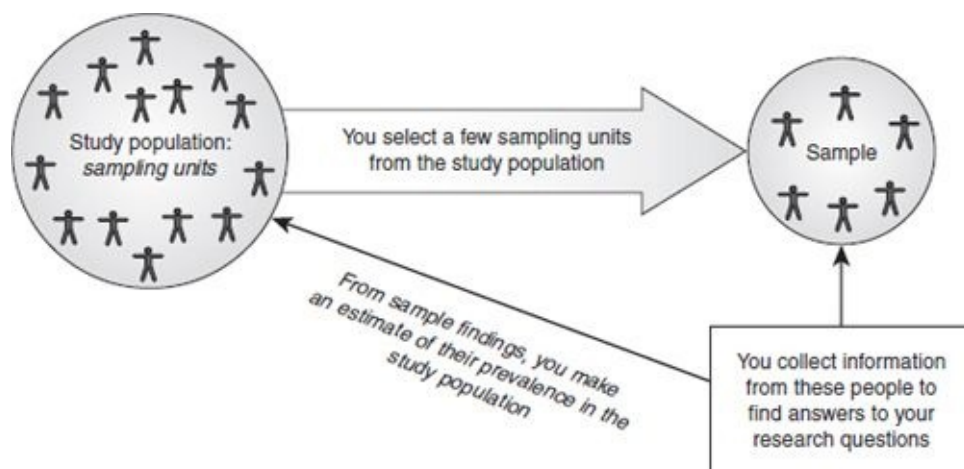 Study population:
sampling units
You select a few sampling units
from the study population
Sample
From sample findings, you make
an estimate of their prevalence in the
study population
You collect information
from these people to
find answers to your
research questions